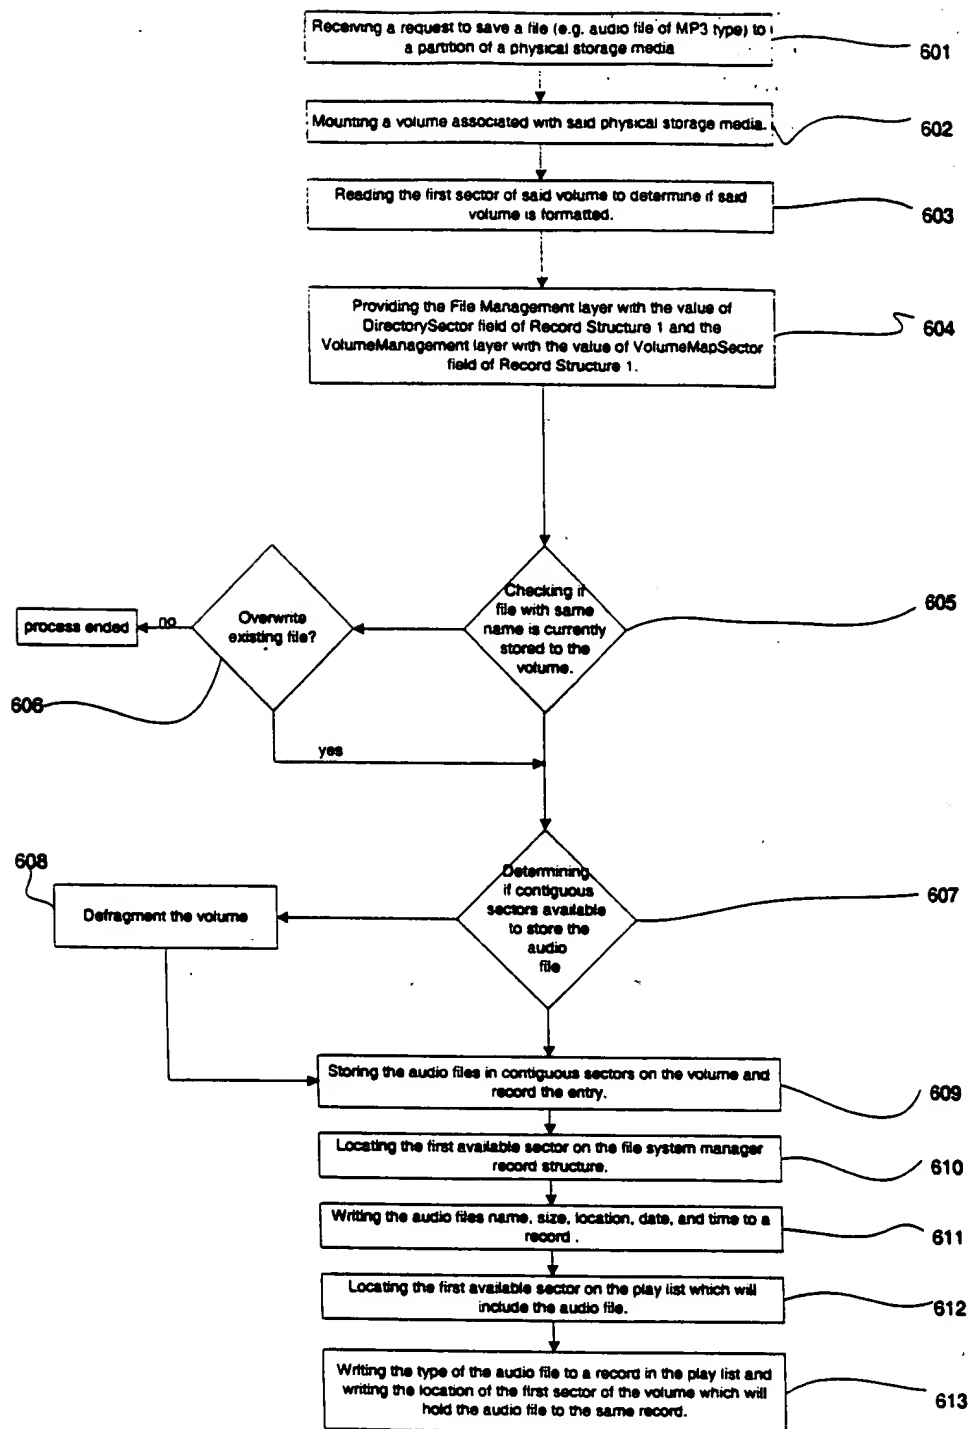 Receiving a request to save a file (e.g. audio file of MP3 type) to
a partition of a physical storage media
601
Mounting a volume associated with said physical storage media.
602
Reading the first sector of said volume to determine if said
volume is formatted.
603
Providing the File Management layer with the value of
DirectorySector field of Record Structure 1 and the
VolumeManagement layer with the value of VolumeMapSector
field of Record Structure 1.
604
Checking if
file with same
name is currently
stored to the
volume.
605
Overwrite
existing file?
no
process ended
606
yes
Determining
if contiguous
sectors available
to store the
audio
file
607
608
Defragment the volume
Storing the audio files in contiguous sectors on the volume and
record the entry.
609
Locating the first available sector on the file system manager
record structure.
610
Writing the audio files name, size, location, date, and time to a
record .
611
Locating the first available sector on the play list which will
include the audio file.
612
Writing the type of the audio file to a record in the play list and
writing the location of the first sector of the volume which will
hold the audio file to the same record.
613